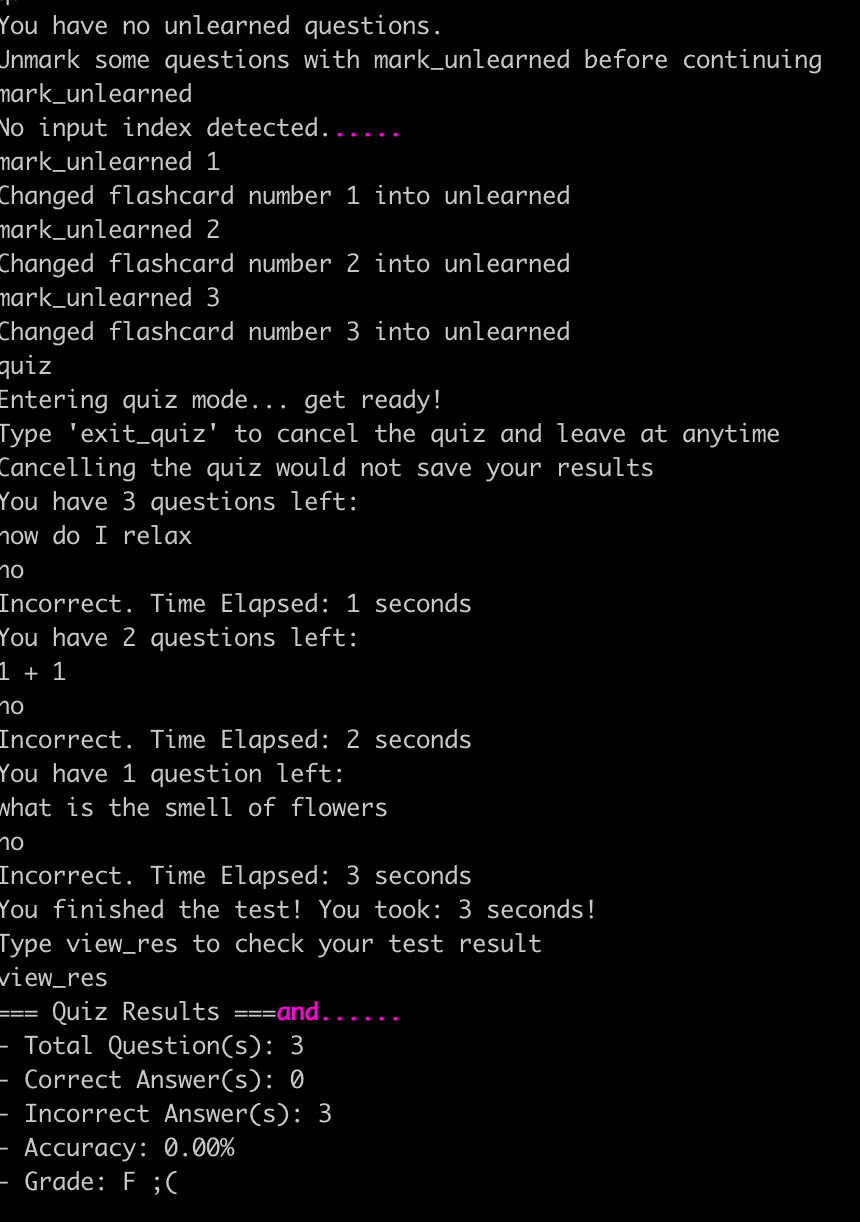 You have no unlearned questions.
Unmark some questions with mark_unlearned before continuing
mark_unlearned
No input index detected......
mark_unlearned 1
Changed flashcard number 1 into unlearned
mark_unlearned 2
Changed flashcard number 2 into unlearned
mark_unlearned 3
Changed flashcard number 3 into unlearned
quiz
Entering quiz mode... get ready!
Type 'exit_quiz' to cancel the quiz and leave at anytime
Cancelling the quiz would not save your results
You have 3 questions left:
how do I relax
no
Incorrect. Time Elapsed: 1 seconds
You have 2 questions left:
1 + 1
no
Incorrect. Time Elapsed: 2 seconds
You have 1 question left:
what is the smell of flowers
no
Incorrect. Time Elapsed: 3 seconds
You finished the test! You took: 3 seconds!
Type view_res to check your test result
view_res
=== Quiz Results ===and......
- Total Question(s): 3
- Correct Answer(s): 0
- Incorrect Answer(s): 3
- Accuracy: 0.00%
- Grade: F ;(